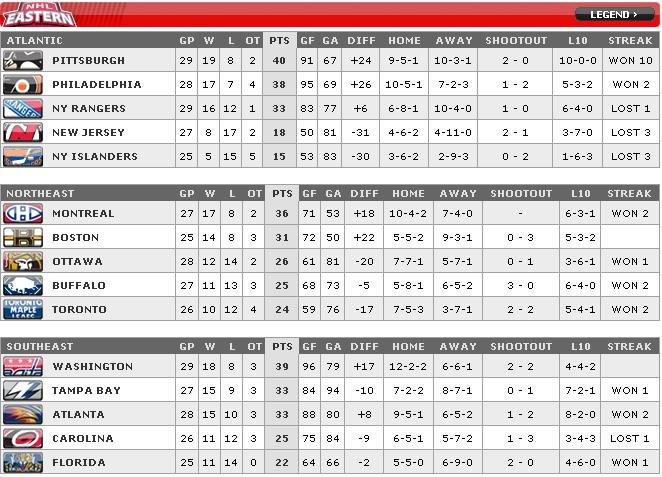 NHL
EASTERN
LEGEND ›
ATLANTIC GP W L OT PTS GF GA DIFF HOME AWAY SHOOTOUT L10 STREAK
PITTSBURGH 29 19 8 2 40 91 67 +24 9-5-1 10-3-1 2 - 0 10-0-0 WON 10
PHILADELPHIA 28 17 7 4 38 95 69 +26 10-5-1 7-2-3 1 - 2 5-3-2 WON 2
RANGERS NY RANGERS 29 16 12 1 33 83 77 +6 6-8-1 10-4-0 1 - 0 6-4-0 LOST 1
NEW JERSEY 27 8 17 2 18 50 81 -31 4-6-2 4-11-0 2 - 1 3-7-0 LOST 3
NY ISLANDERS 25 5 15 5 15 53 83 -30 3-6-2 2-9-3 0 - 2 1-6-3 LOST 3
NORTHEAST GP W L OT PTS GF GA DIFF HOME AWAY SHOOTOUT L10 STREAK
MONTREAL 27 17 8 2 36 71 53 +18 10-4-2 7-4-0 - 6-3-1 WON 2
BOSTON 25 14 8 3 31 72 50 +22 5-5-2 9-3-1 0 - 3 5-3-2
OTTAWA 28 12 14 2 26 61 81 -20 7-7-1 5-7-1 0 - 1 3-6-1 WON 1
BUFFALO 27 11 13 3 25 68 73 -5 5-8-1 6-5-2 3 - 0 6-4-0 WON 2
TORONTO MAPLE LEAFS TORONTO 26 10 12 4 24 59 76 -17 7-5-3 3-7-1 2 - 2 5-4-1 WON 2
SOUTHEAST GP W L OT PTS GF GA DIFF HOME AWAY SHOOTOUT L10 STREAK
WASHINGTON 29 18 8 3 39 96 79 +17 12-2-2 6-6-1 2 - 2 4-4-2
TAMPA BAY 27 15 9 3 33 84 94 -10 7-2-2 8-7-1 0 - 1 7-2-1 WON 1
ATLANTA 28 15 10 3 33 88 80 +8 9-5-1 6-5-2 1 - 2 8-2-0 WON 2
CAROLINA 26 11 12 3 25 75 84 -9 6-5-1 5-7-2 1 - 3 3-4-3 LOST 1
FLORIDA 25 11 14 0 22 64 66 -2 5-5-0 6-9-0 2 - 0 4-6-0 WON 1